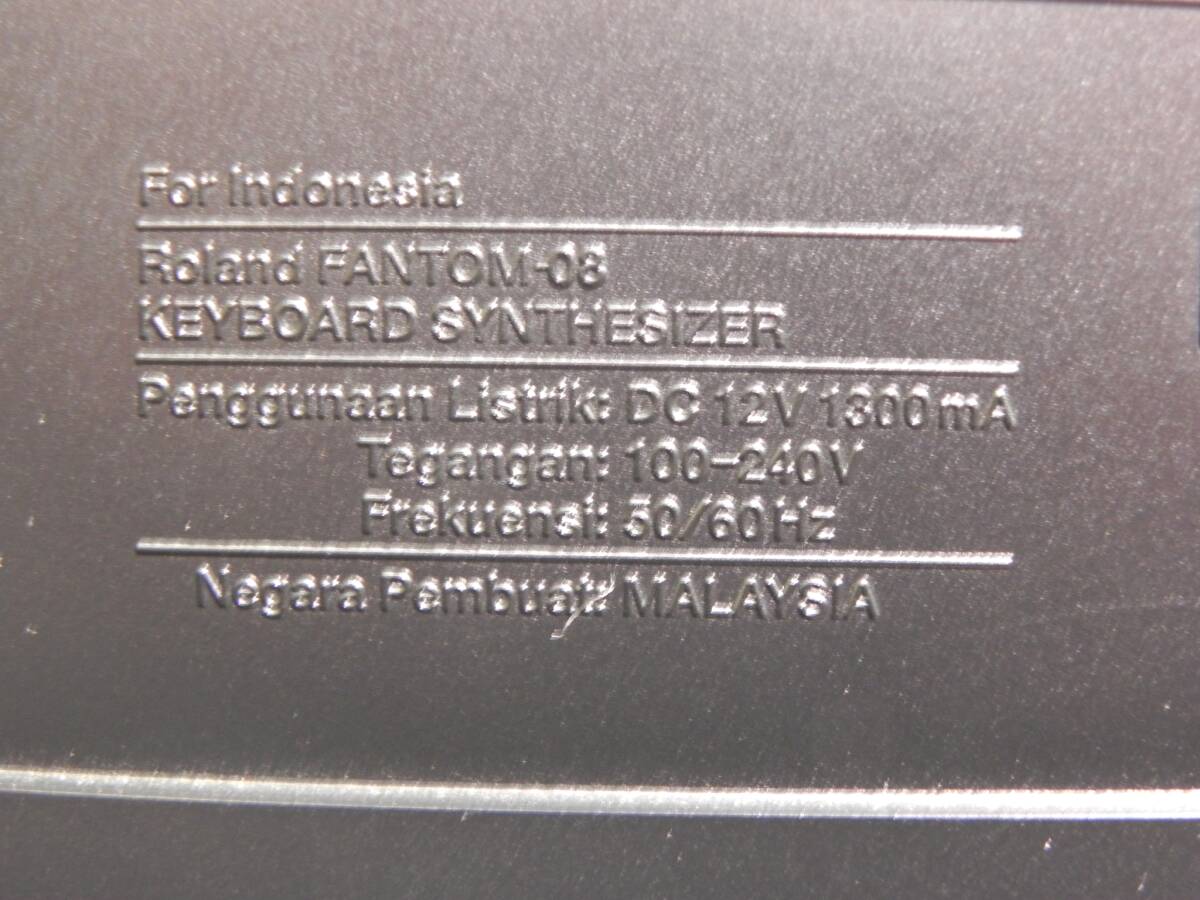 For Indonesia
Roland FANTOM-08
KEYBOARD SYNTHESIZER
Penggunaan Listrik: DC 12V 1300mA
Tegangan: 100-240V
Frekuensi: 50/60Hz
Negara Pembuat: MALAYSIA